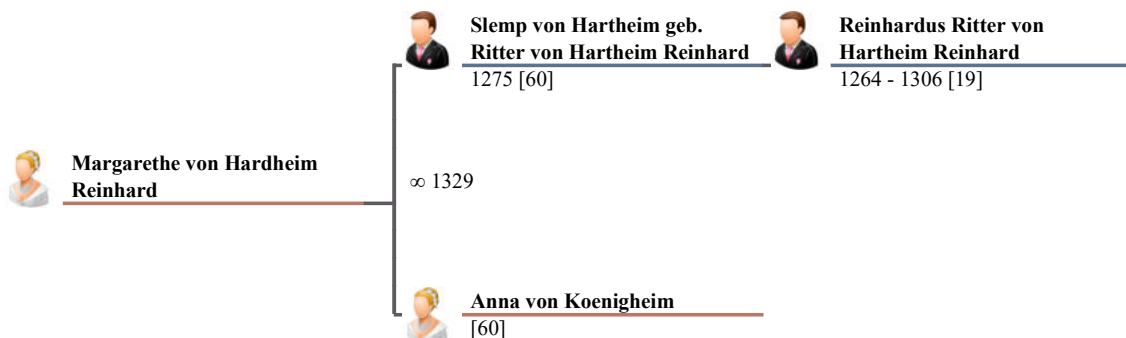 Slemp von Hartheim geb.
Ritter von Hartheim Reinhard
1275 [60]
Reinhardus Ritter von
Hartheim Reinhard
1264 - 1306 [19]
Margarethe von Hardheim
Reinhard
∞ 1329
Anna von Koenigheim
[60]